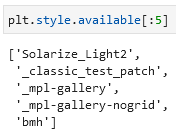 plt.style.available[:5]
['Solarize_Light2',
'_classic_test_patch',
'_mpl-gallery',
'_mpl-gallery-nogrid',
'bmh']